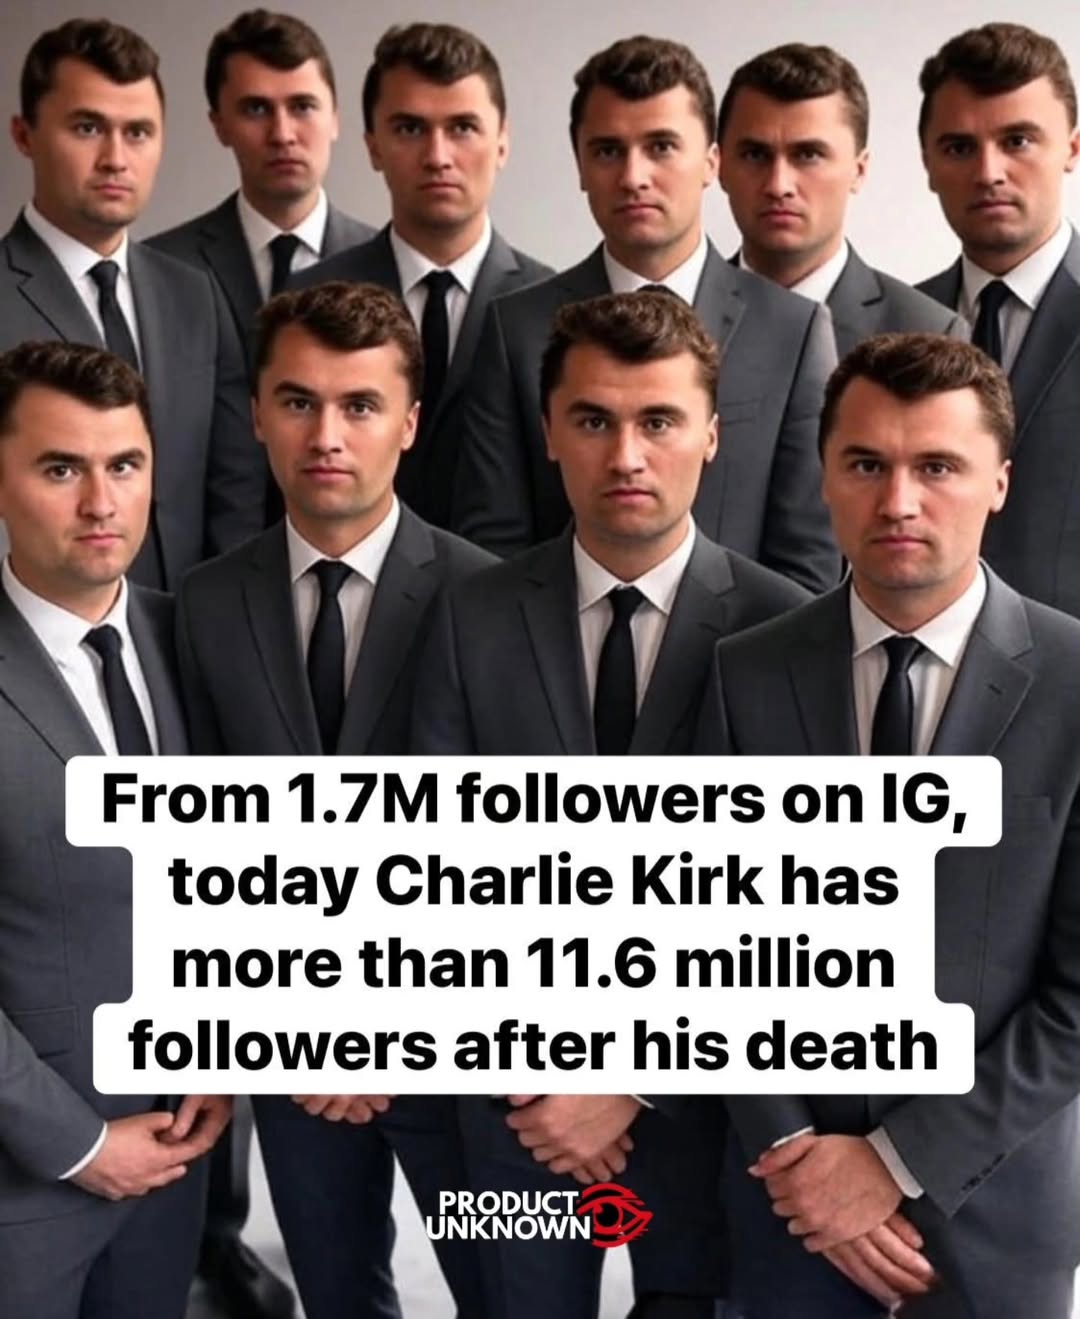 From 1.7M followers on IG,
today Charlie Kirk has
more than 11.6 million
followers after his death
PRODUCT
UNKNOWN